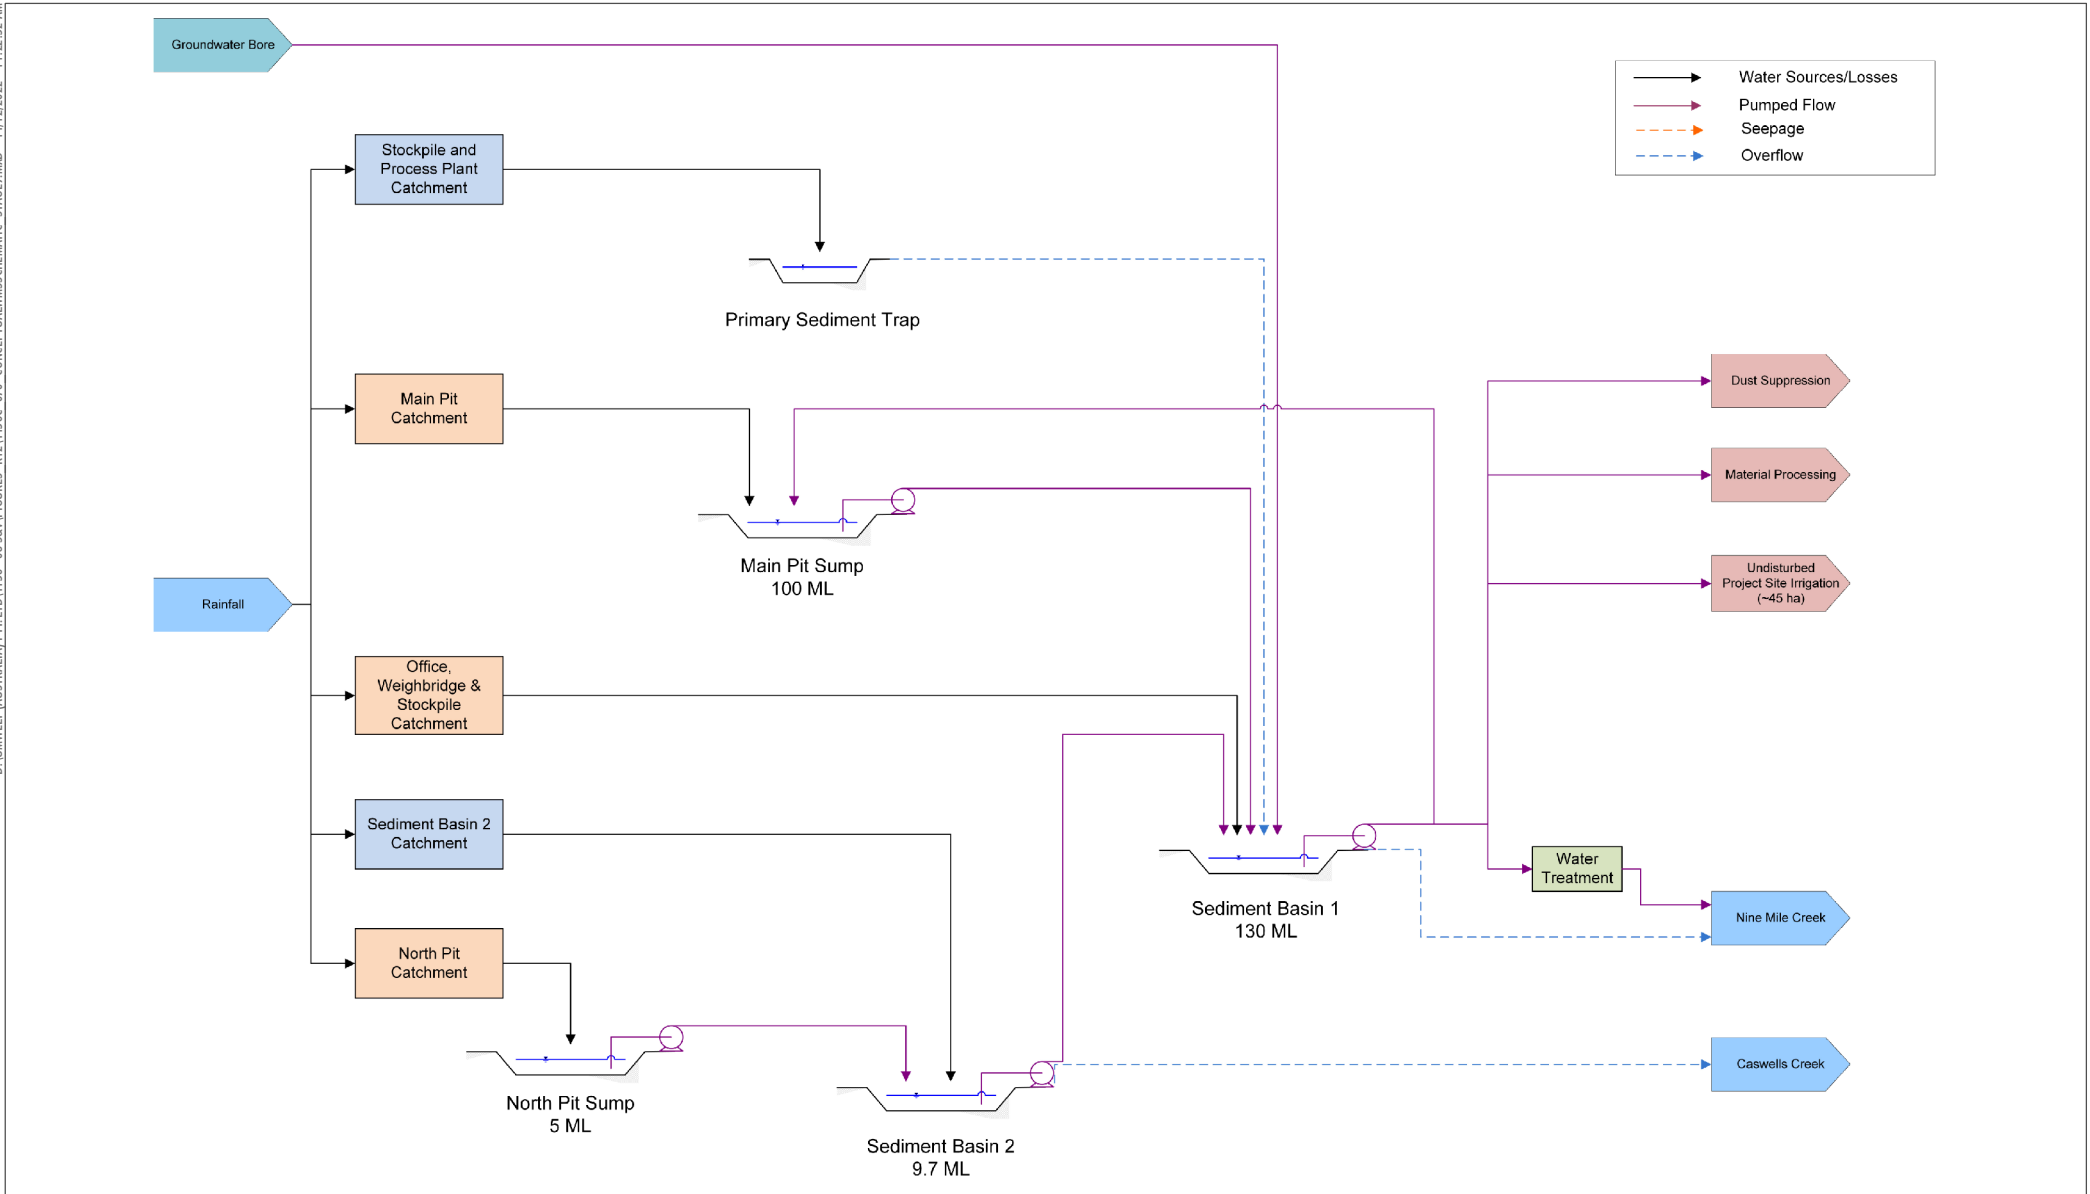 Groundwater Bore
Water Sources/Losses
Pumped Flow
Seepage
Overflow
Stockpile and
Process Plant
Catchment
Primary Sediment Trap
Main Pit
Catchment
Dust Suppression
Material Processing
Main Pit Sump
100 ML
Undisturbed
Project Site Irrigation
(~45 ha)
Rainfall
Office,
Weighbridge &
Stockpile
Catchment
Sediment Basin 2
Catchment
Water
Treatment
Sediment Basin 1
130 ML
Nine Mile Creek
North Pit
Catchment
Caswells Creek
North Pit Sump
5 ML
Sediment Basin 2
9.7 ML